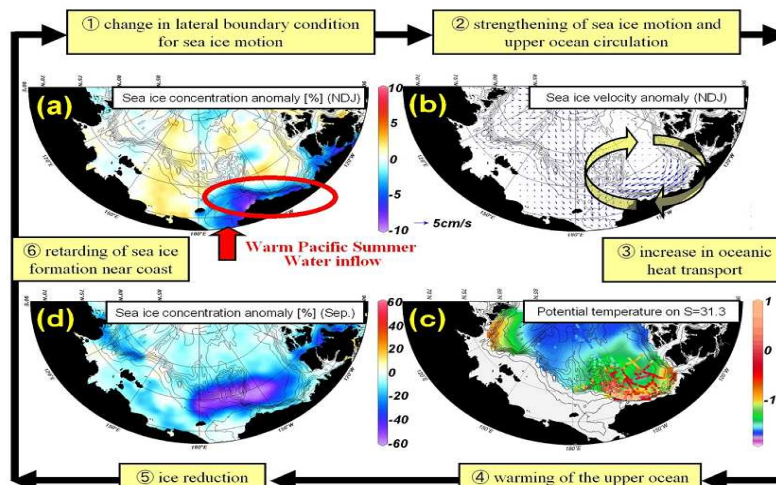 ① change in lateral boundary condition
for sea ice motion
② strengthening of sea ice motion and
upper ocean circulation
(a)
Sea ice concentration anomaly [%] (NDJ)
10
5
0
-5
-10
(b)
Sea ice velocity anomaly (NDJ)
5cm/s
⑥ retarding of sea ice
formation near coast
Warm Pacific Summer
Water inflow
③ increase in oceanic
heat transport
(d)
Sea ice concentration anomaly [%] (Sep.)
60
40
20
0
-20
-40
-60
(c)
Potential temperature on S=31.3
1
0
-1
180°E
180°E
⑤ ice reduction
④ warming of the upper ocean